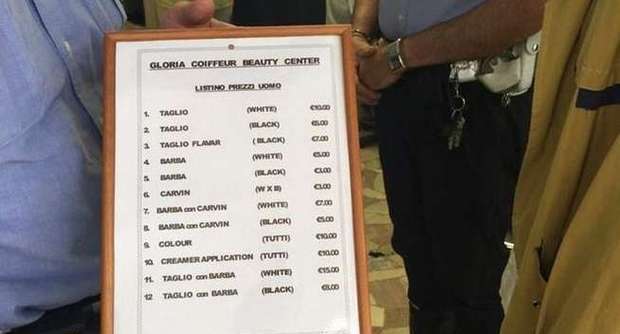 GLORIA COIFFEUR BEAUTY CENTER
LISTINO PREZZI UOMO
1. TAGLIO (WHITE) €10.00
2. TAGLIO (BLACK) €5.00
3. TAGLIO FLAVAR ( BLACK) €7.00
4. BARBA (WHITE) €5.00
5. BARBA (BLACK) €3.00
6. CARVIN (W X B) €3.00
7. BARBA con CARVIN (WHITE) €7.00
8. BARBA con CARVIN (BLACK) €5.00
9. COLOUR (TUTTI) €10.00
10. CREAMER APPLICATION (TUTTI) €10.00
11. TAGLIO con BARBA (WHITE) €15.00
12 TAGLIO con BARBA (BLACK) €8.00